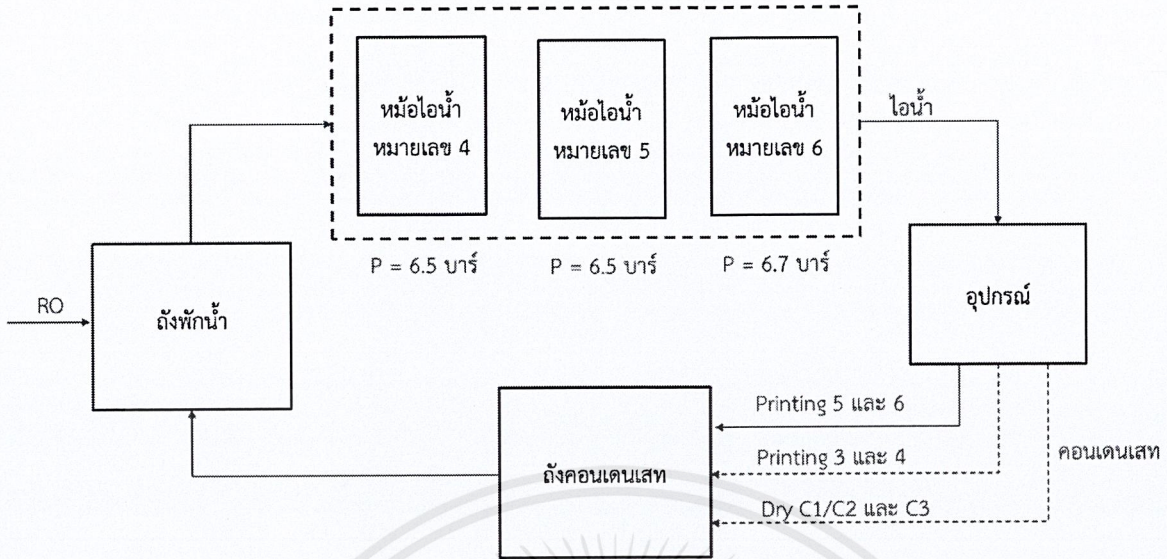 หม้อไอน้ำ
หมายเลข 4
หม้อไอน้ำ
หมายเลข 5
หม้อไอน้ำ
หมายเลข 6
ไอน้ำ
P = 6.5 บาร์
P = 6.5 บาร์
P = 6.7 บาร์
RO
ถังพักน้ำ
อุปกรณ์
Printing 5 และ 6
Printing 3 และ 4
คอนเดนเสท
ถังคอนเดนเสท
Dry C1/C2 และ C3